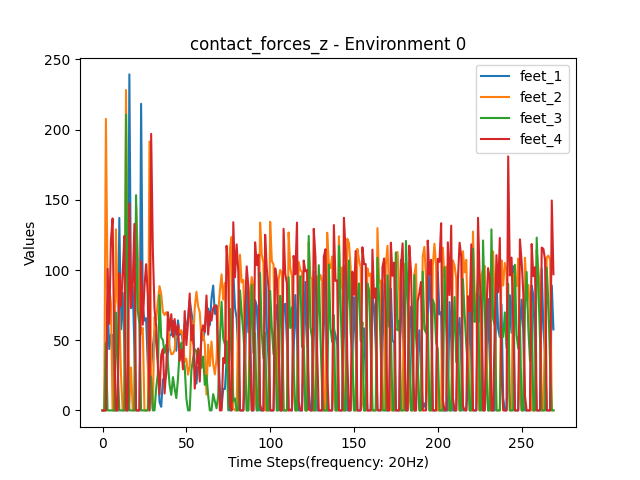 contact_forces_z - Environment 0
feet_1
feet_2
feet_3
feet_4
Values
250
200
150
100
50
0
0
50
100
150
200
250
Time Steps(frequency: 20Hz)